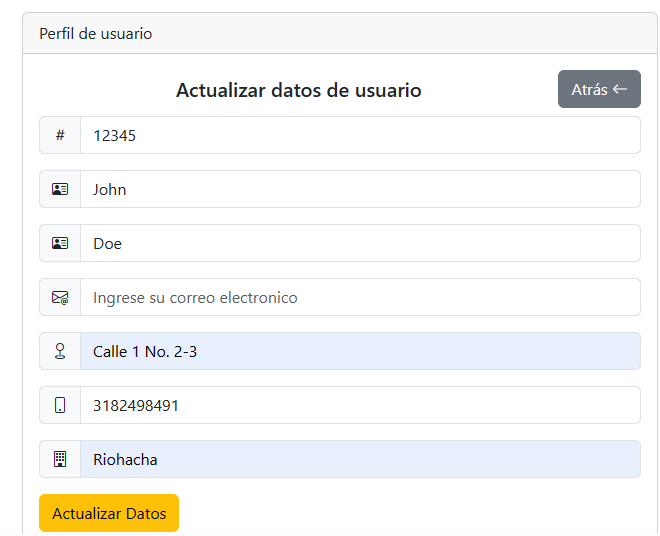 Perfil de usuario
Actualizar datos de usuario
Atrás ←
# 12345
John
Doe
Ingrese su correo electronico
Calle 1 No. 2-3
3182498491
Riohacha
Actualizar Datos